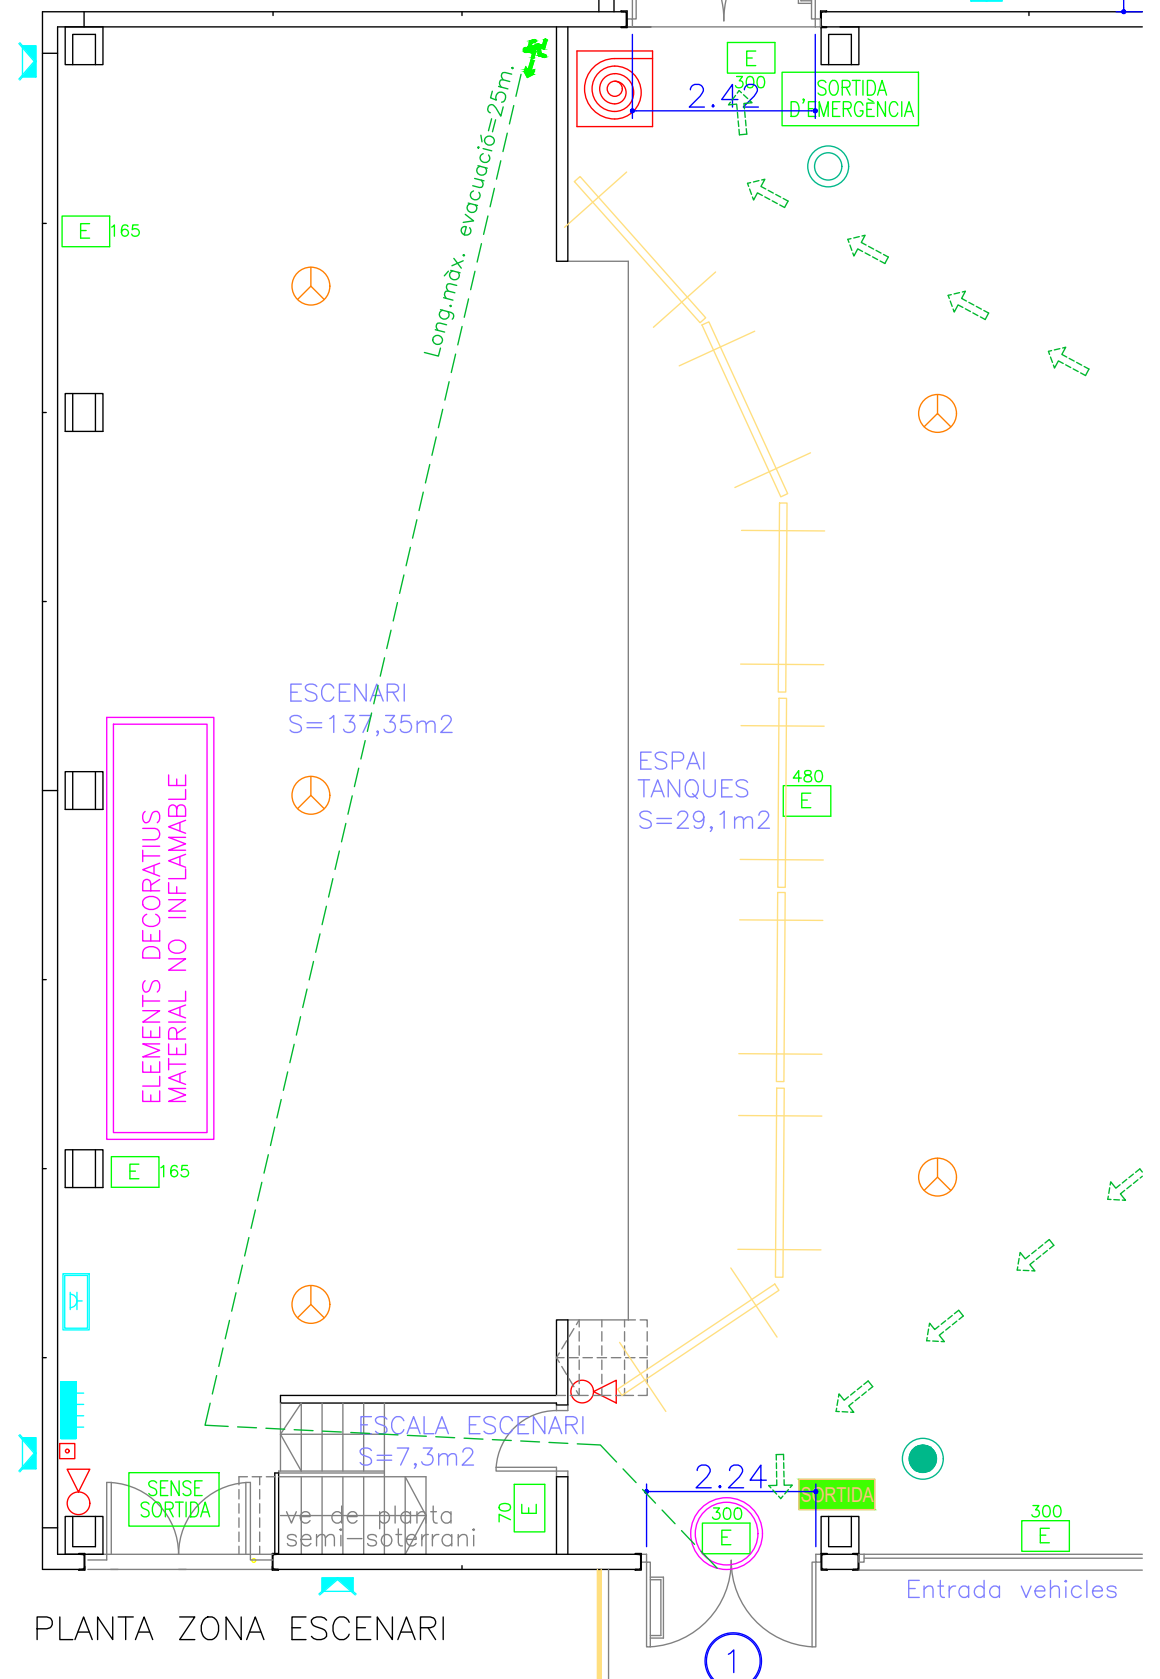 E
300
2.42
SORTIDA
D'EMERGÈNCIA
Long.màx. evacuació=25m.
E 165
ESCENARI
S=137,35m2
ESPAI
TANQUES
S=29,1m2
480
E
ELEMENTS DECORATIUS
MATERIAL NO INFLAMABLE
E 165
ESCALA ESCENARI
S=7,3m2
SENSE
SORTIDA
ve de planta
semi-soterrani
70
E
2.24
SORTIDA
300
E
300
E
Entrada vehicles
PLANTA ZONA ESCENARI
1